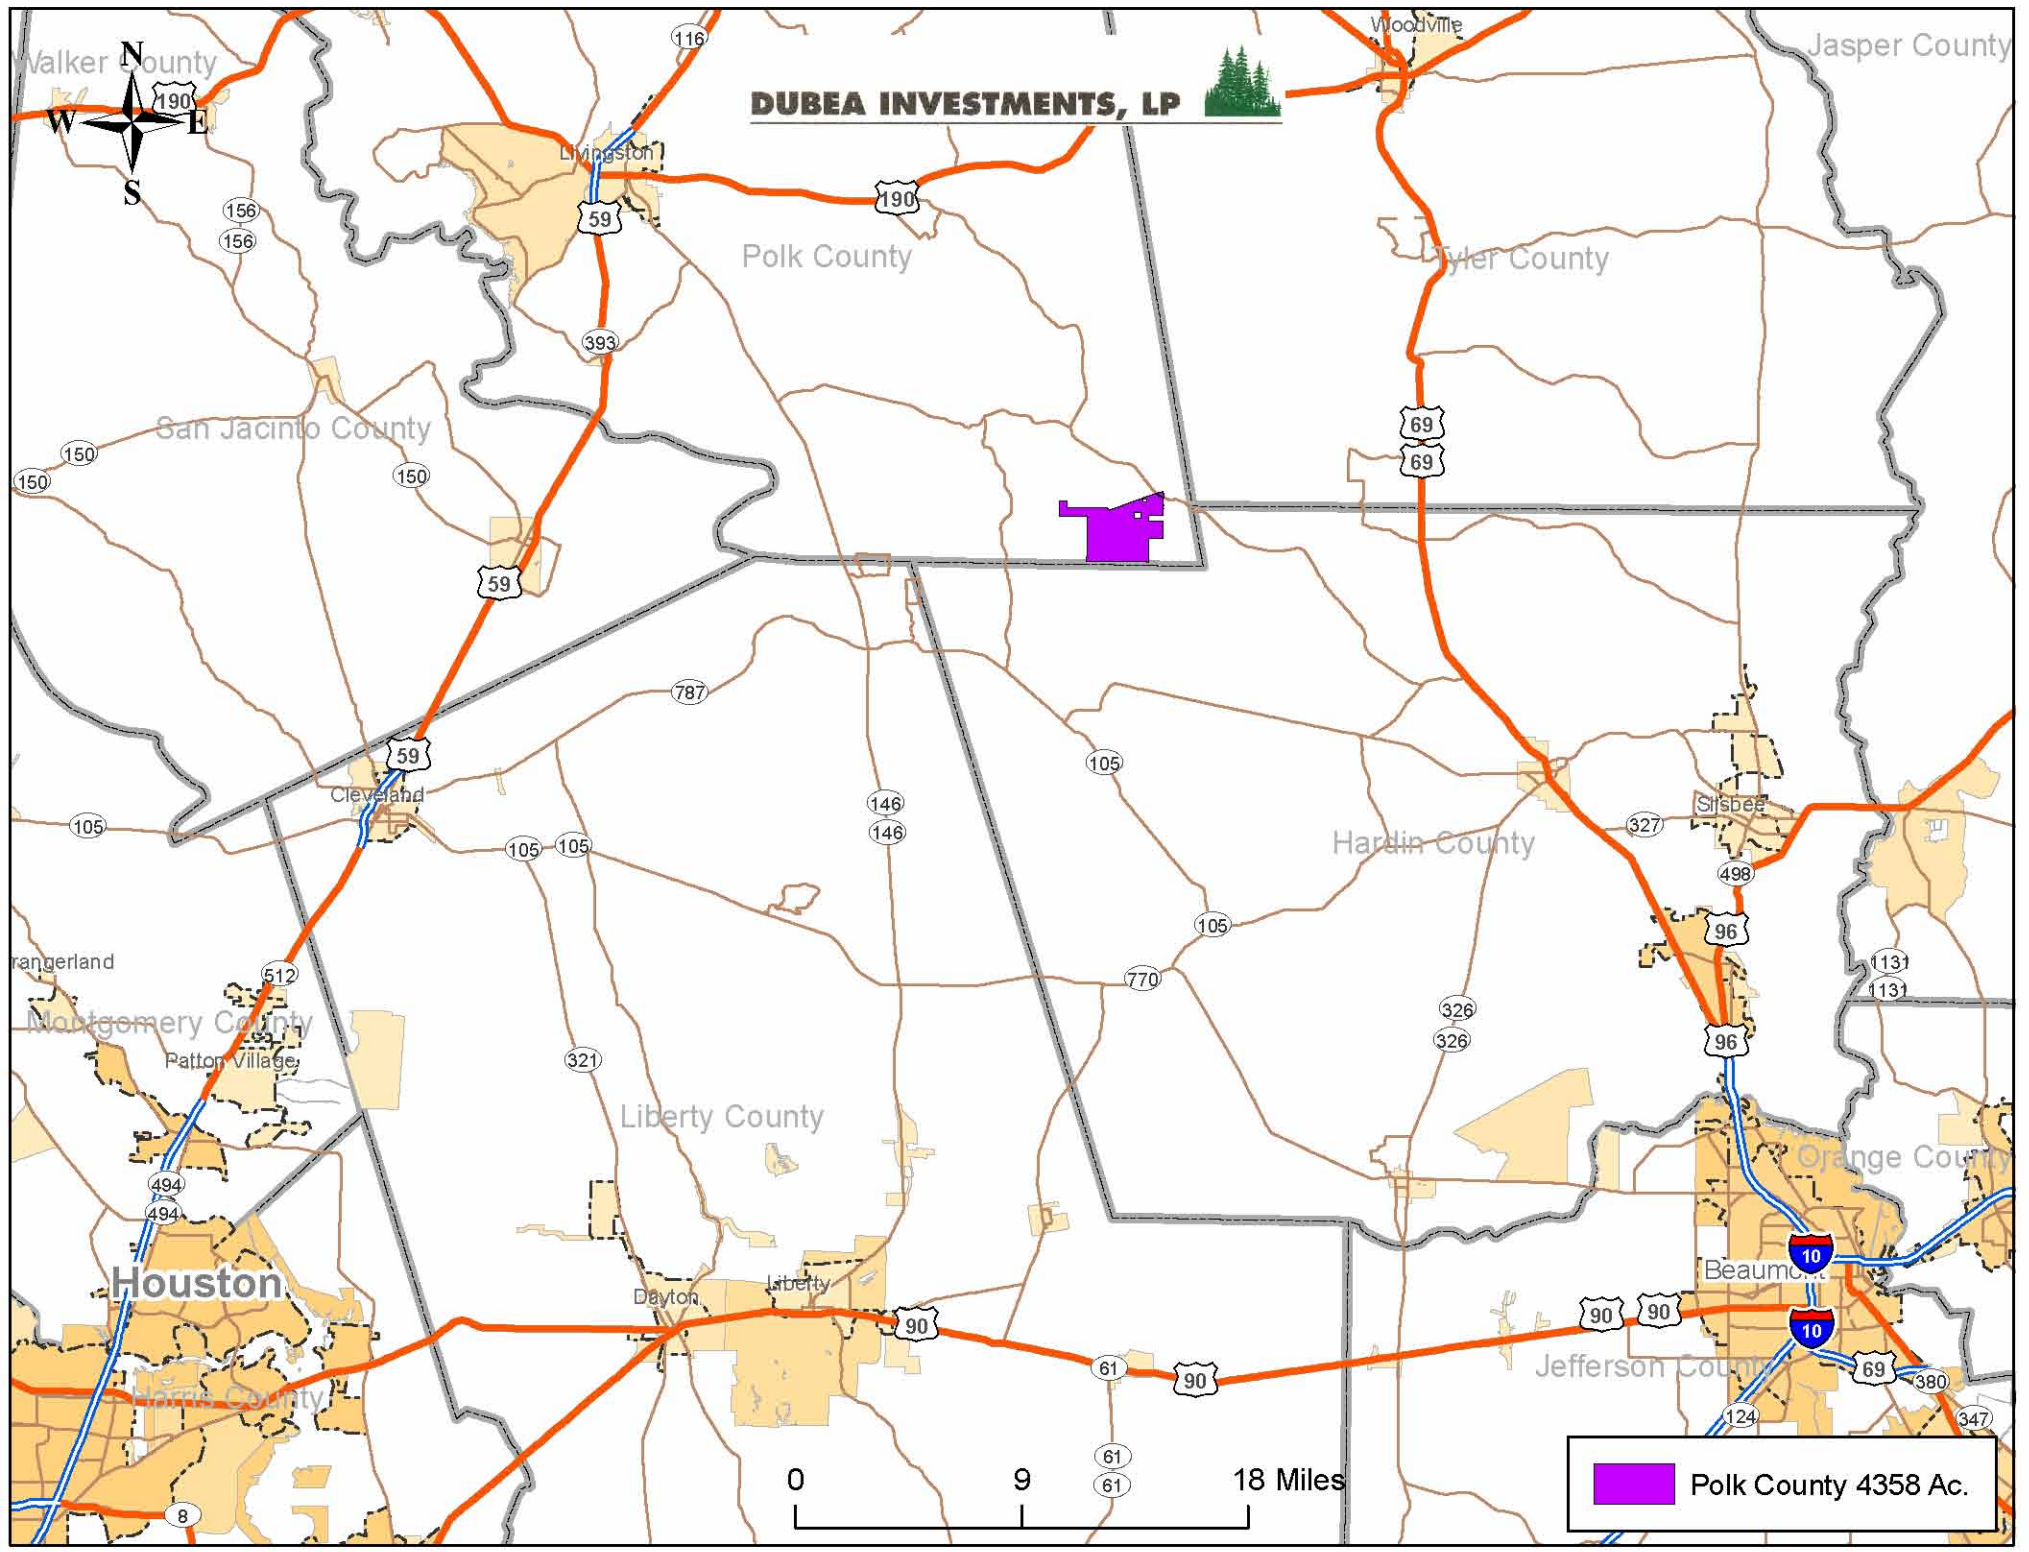 Woodville
116
Jasper County
Walker County
N
190
W
E
S
DUBEA INVESTMENTS, LP
Livingston
190
59
156
156
Polk County
Tyler County
393
San Jacinto County
69
69
150
150
150
59
787
59
105
Cleveland
146
146
105
105
105
Hardin County
327
Silsbee
498
105
96
rangerland
512
770
1131
1131
Montgomery County
326
326
96
Patton Village
321
Liberty County
Orange County
494
494
Houston
10
Beaumont
Dayton
Liberty
90
90
90
10
61
90
Jefferson County
69
380
Harris County
124
347
61
61
0
9
18 Miles
Polk County 4358 Ac.
8